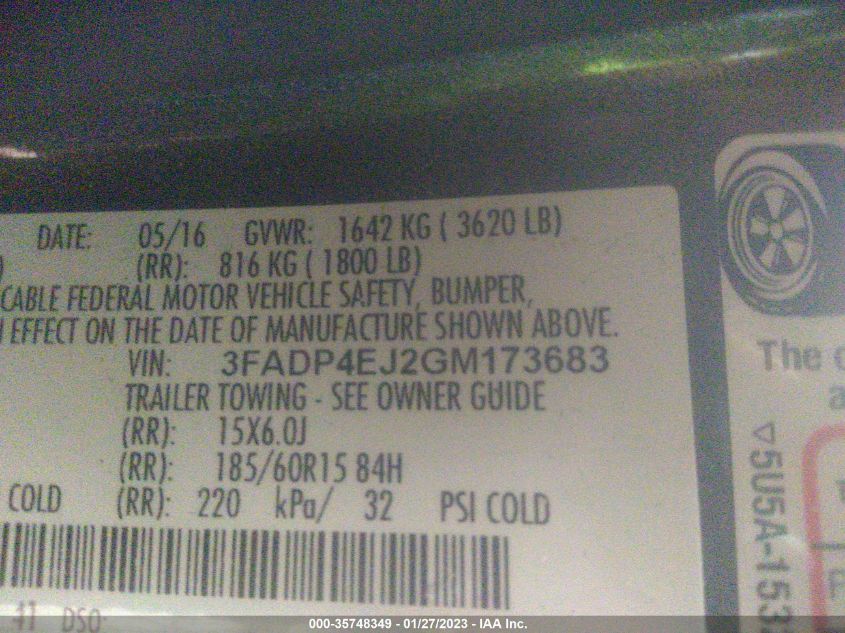 DATE: 05/16 GVWR: 1642 KG ( 3620 LB)
) (RR): 816 KG ( 1800 LB)
CABLE FEDERAL MOTOR VEHICLE SAFETY, BUMPER,
EFFECT ON THE DATE OF MANUFACTURE SHOWN ABOVE.
VIN: 3FADP4EJ2GM173683
TRAILER TOWING - SEE OWNER GUIDE
(RR): 15X6.0J
(RR): 185/60R15 84H
COLD (RR): 220 kPa/ 32 PSI COLD
41 DSO:
The
5U5A-153
000-35748349 - 01/27/2023 - IAA Inc.